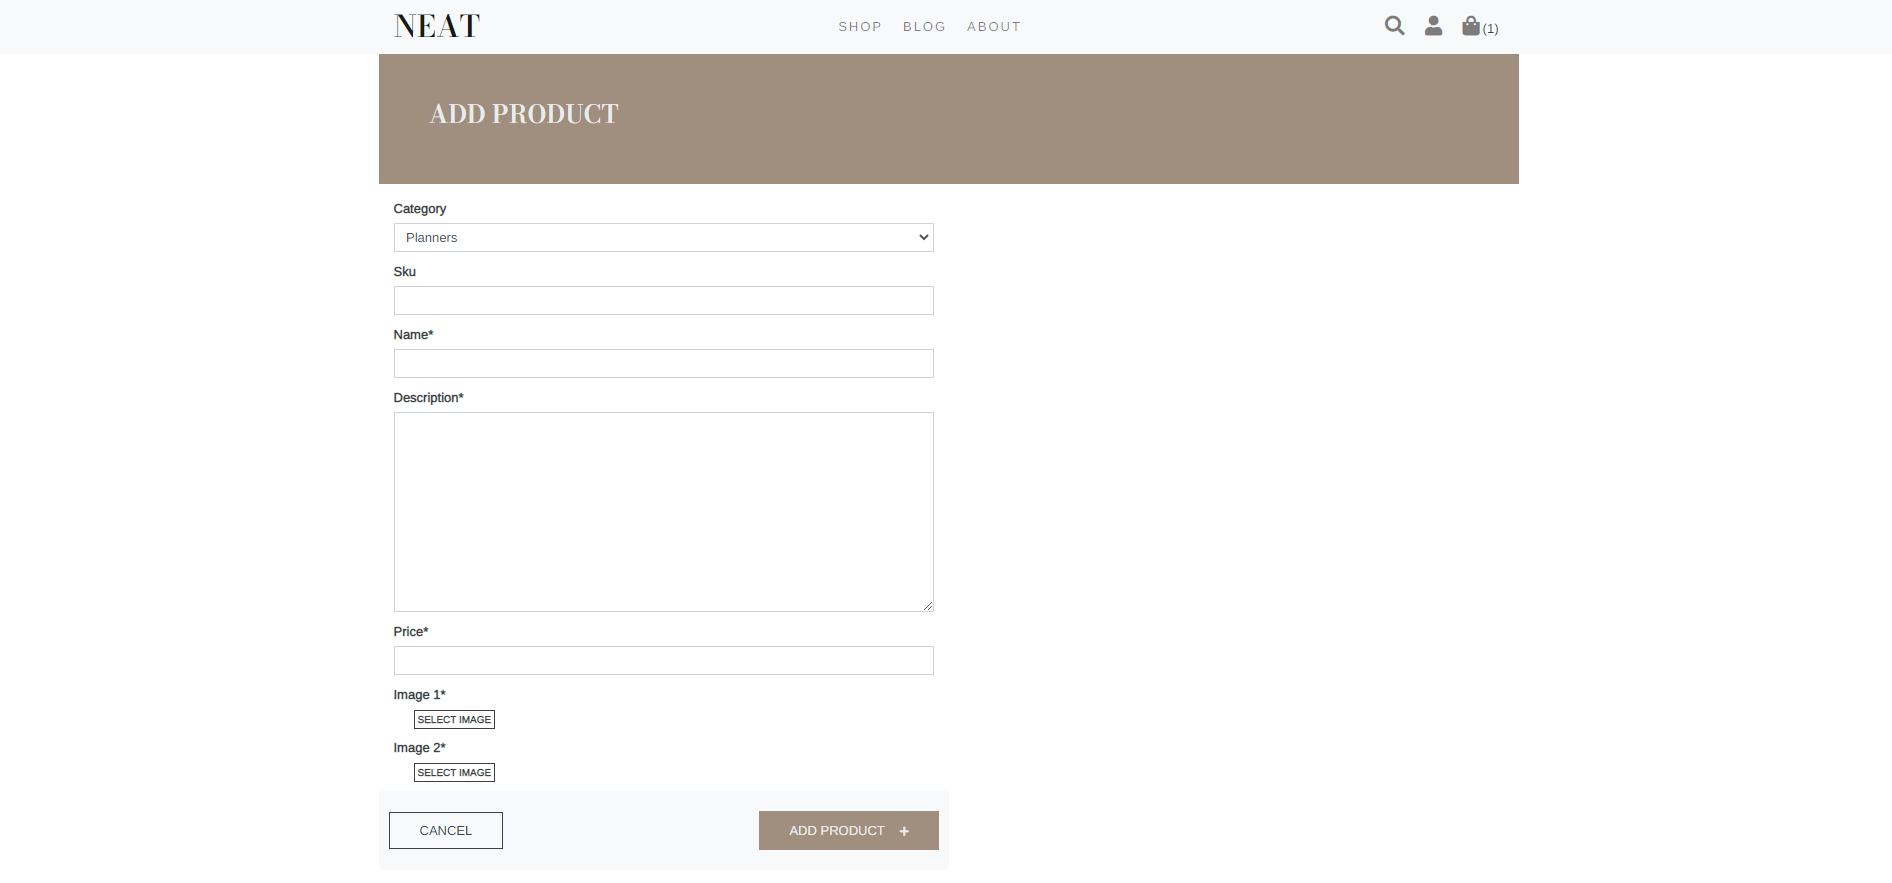 NEAT
SHOP BLOG ABOUT
(1)
ADD PRODUCT
Category
Planners
Sku
Name*
Description*
Price*
Image 1*
SELECT IMAGE
Image 2*
SELECT IMAGE
CANCEL
ADD PRODUCT +